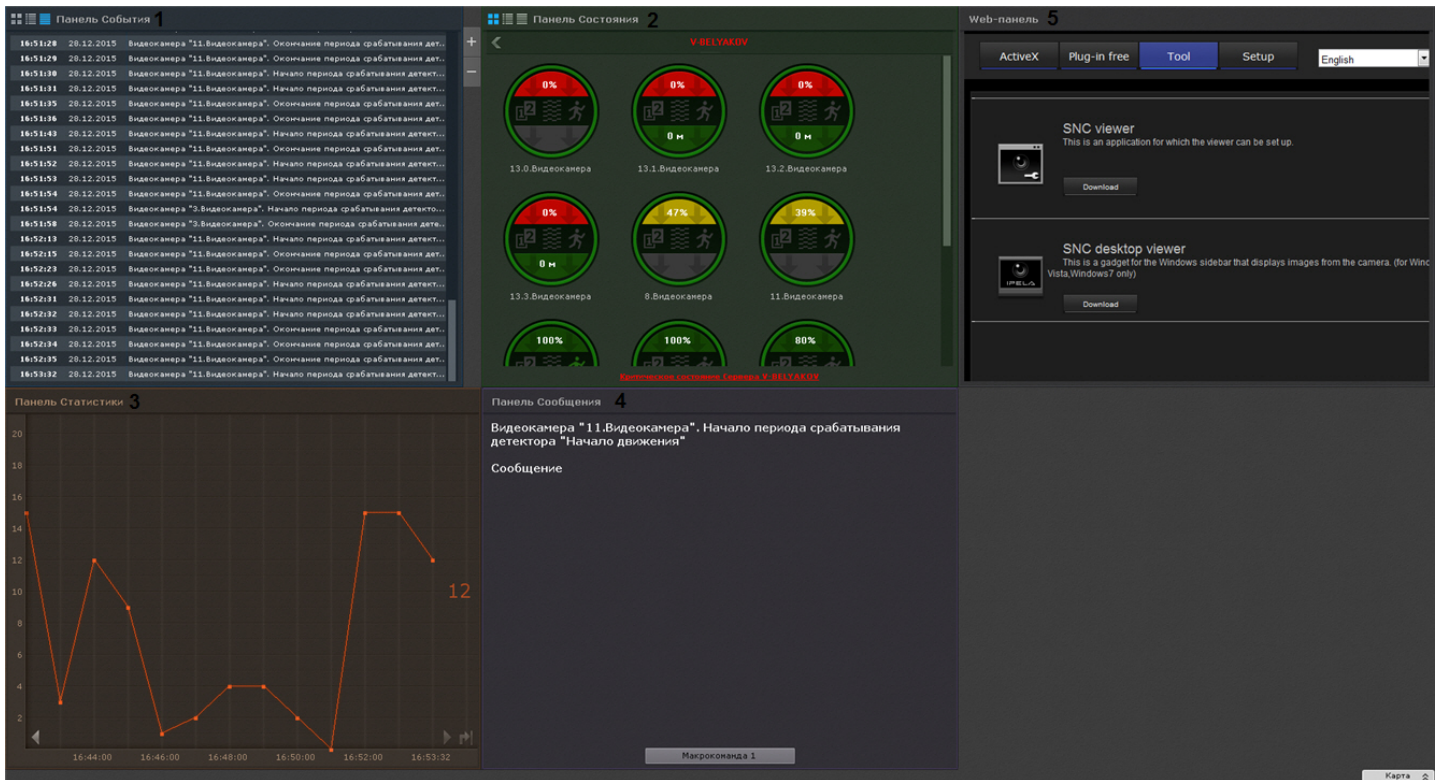 Панель События 1
16:51:28 28.12.2015 Видеокамера "11.Видеокамера". Окончание периода срабатывания дет..
16:51:29 28.12.2015 Видеокамера "11.Видеокамера". Окончание периода срабатывания дет..
16:51:30 28.12.2015 Видеокамера "11.Видеокамера". Начало периода срабатывания детект...
16:51:31 28.12.2015 Видеокамера "11.Видеокамера". Начало периода срабатывания детект...
16:51:35 28.12.2015 Видеокамера "11.Видеокамера". Окончание периода срабатывания дет..
16:51:36 28.12.2015 Видеокамера "11.Видеокамера". Окончание периода срабатывания дет..
16:51:43 28.12.2015 Видеокамера "11.Видеокамера". Начало периода срабатывания детект...
16:51:51 28.12.2015 Видеокамера "11.Видеокамера". Окончание периода срабатывания дет..
16:51:52 28.12.2015 Видеокамера "11.Видеокамера". Начало периода срабатывания детект...
16:51:53 28.12.2015 Видеокамера "11.Видеокамера". Начало периода срабатывания детект...
16:51:54 28.12.2015 Видеокамера "11.Видеокамера". Окончание периода срабатывания дет..
16:51:54 28.12.2015 Видеокамера "3.Видеокамера". Начало периода срабатывания детекто...
16:51:58 28.12.2015 Видеокамера "3.Видеокамера". Окончание периода срабатывания дете..
16:52:13 28.12.2015 Видеокамера "11.Видеокамера". Начало периода срабатывания детект...
16:52:15 28.12.2015 Видеокамера "11.Видеокамера". Окончание периода срабатывания дет..
16:52:23 28.12.2015 Видеокамера "11.Видеокамера". Окончание периода срабатывания дет..
16:52:26 28.12.2015 Видеокамера "11.Видеокамера". Начало периода срабатывания детект...
16:52:31 28.12.2015 Видеокамера "11.Видеокамера". Начало периода срабатывания детект...
16:52:32 28.12.2015 Видеокамера "11.Видеокамера". Начало периода срабатывания детект...
16:52:33 28.12.2015 Видеокамера "11.Видеокамера". Окончание периода срабатывания дет..
16:52:34 28.12.2015 Видеокамера "11.Видеокамера". Окончание периода срабатывания дет..
16:52:35 28.12.2015 Видеокамера "11.Видеокамера". Окончание периода срабатывания дет..
16:53:32 28.12.2015 Видеокамера "11.Видеокамера". Начало периода срабатывания детект...
+
−
Панель Состояния 2
V-BELYAKOV
0% 0% 0%
12 12 12
0 м 0 м
13.0.Видеокамера 13.1.Видеокамера 13.2.Видеокамера
0% 47% 39%
12 12 12
0 м
13.3.Видеокамера 8.Видеокамера 11.Видеокамера
100% 100% 80%
Критическое состояние Сервера V-BELYAKOV
Web-панель 5
ActiveX Plug-in free Tool Setup English
SNC viewer
This is an application for which the viewer can be set up.
Download
SNC desktop viewer
This is a gadget for the Windows sidebar that displays images from the camera. (for Wind
Vista,Windows7 only)
IPELA
Download
Панель Статистики 3
20
18
16
14
12
10
8
6
4
2
12
16:44:00 16:46:00 16:48:00 16:50:00 16:52:00 16:53:32
Панель Сообщения 4
Видеокамера "11.Видеокамера". Начало периода срабатывания
детектора "Начало движения"
Сообщение
Макрокоманда 1
Карта